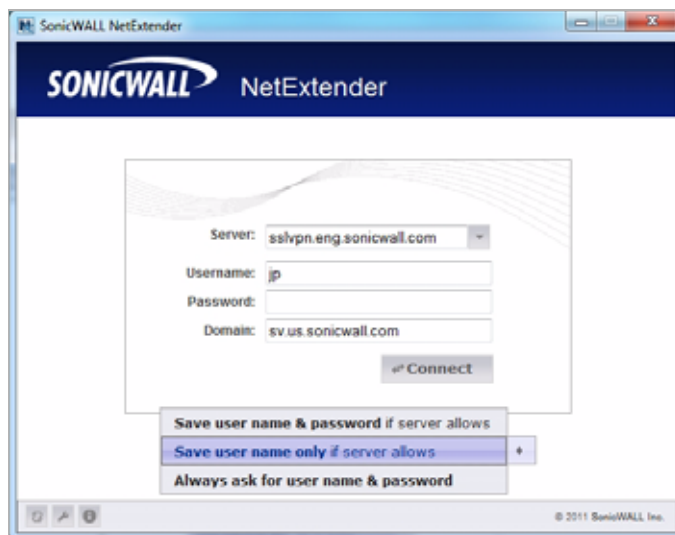 SonicWALL NetExtender
SONICWALL NetExtender
Server: sslvpn.eng.sonicwall.com
Username: jp
Password:
Domain: sv.us.sonicwall.com
Connect
Save user name & password if server allows
Save user name only if server allows
Always ask for user name & password
© 2011 SonicWALL Inc.